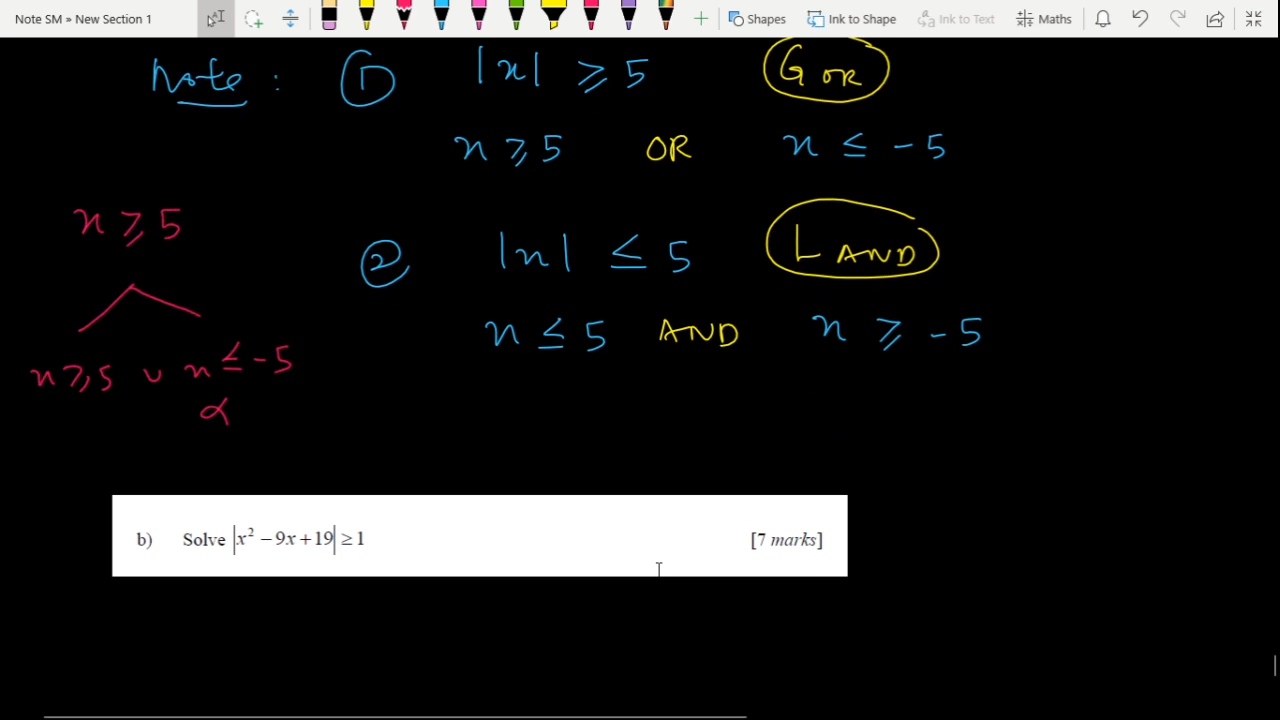 Note SM » New Section 1
Shapes
Ink to Shape
Ink to Text
Maths
Note : ① |x| ≥ 5 G OR
x ≥ 5 OR x ≤ -5
x ≥ 5
② |x| ≤ 5 L AND
x ≤ 5 AND x ≥ -5
x ≥ 5 ∪ x ≤ -5
α
b) Solve |x² − 9x + 19| ≥ 1 [7 marks]